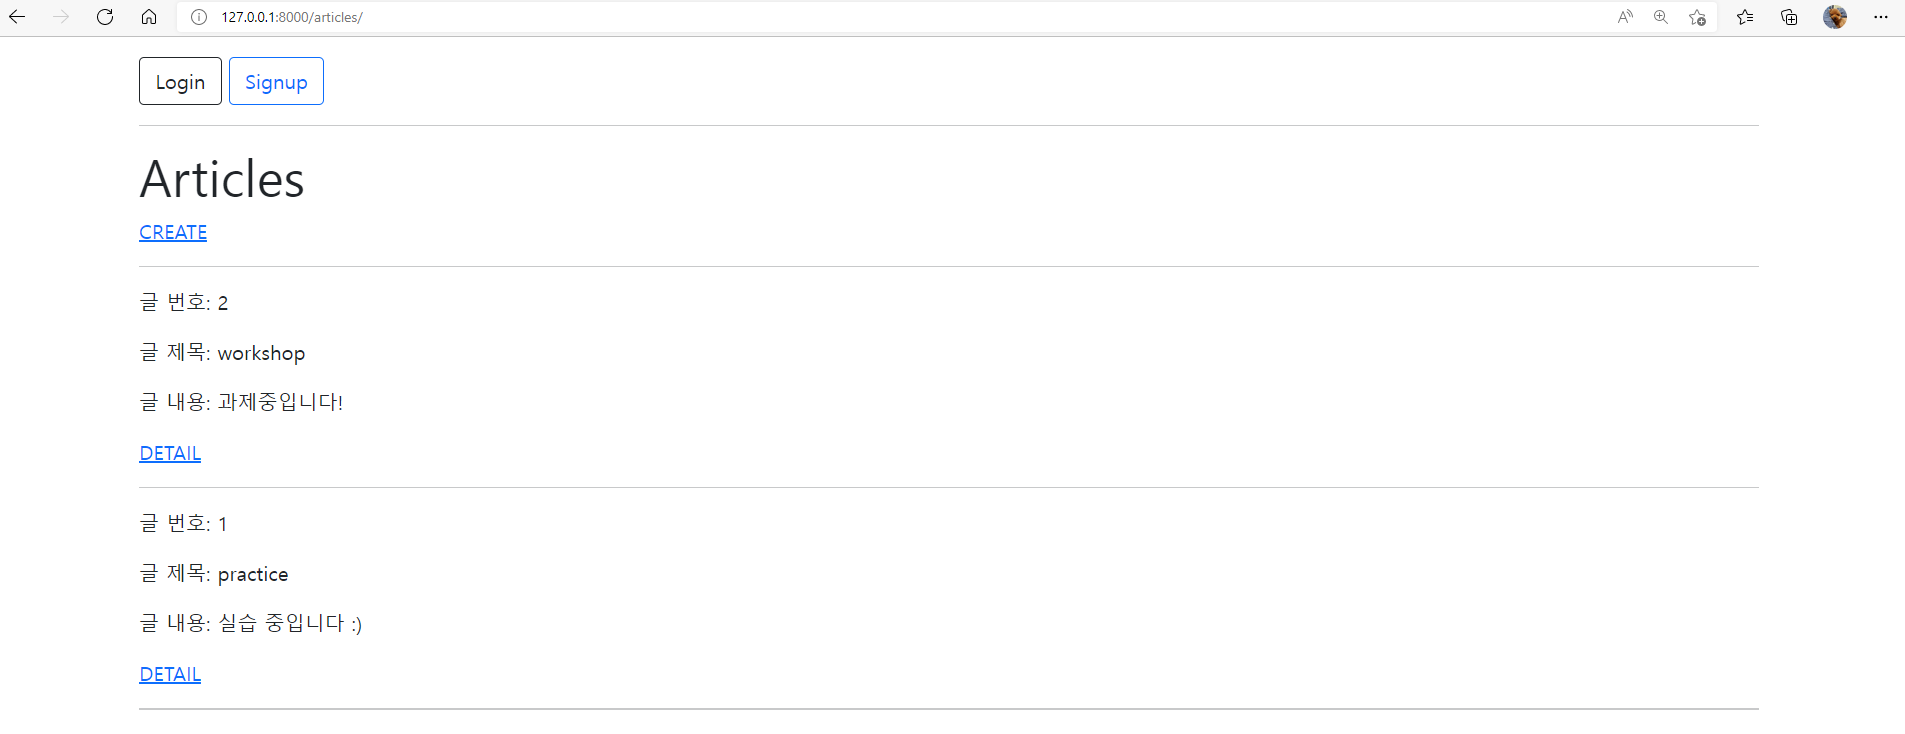 127.0.0.1:8000/articles/
Login Signup
Articles
CREATE
글 번호: 2
글 제목: workshop
글 내용: 과제중입니다!
DETAIL
글 번호: 1
글 제목: practice
글 내용: 실습 중입니다 :)
DETAIL